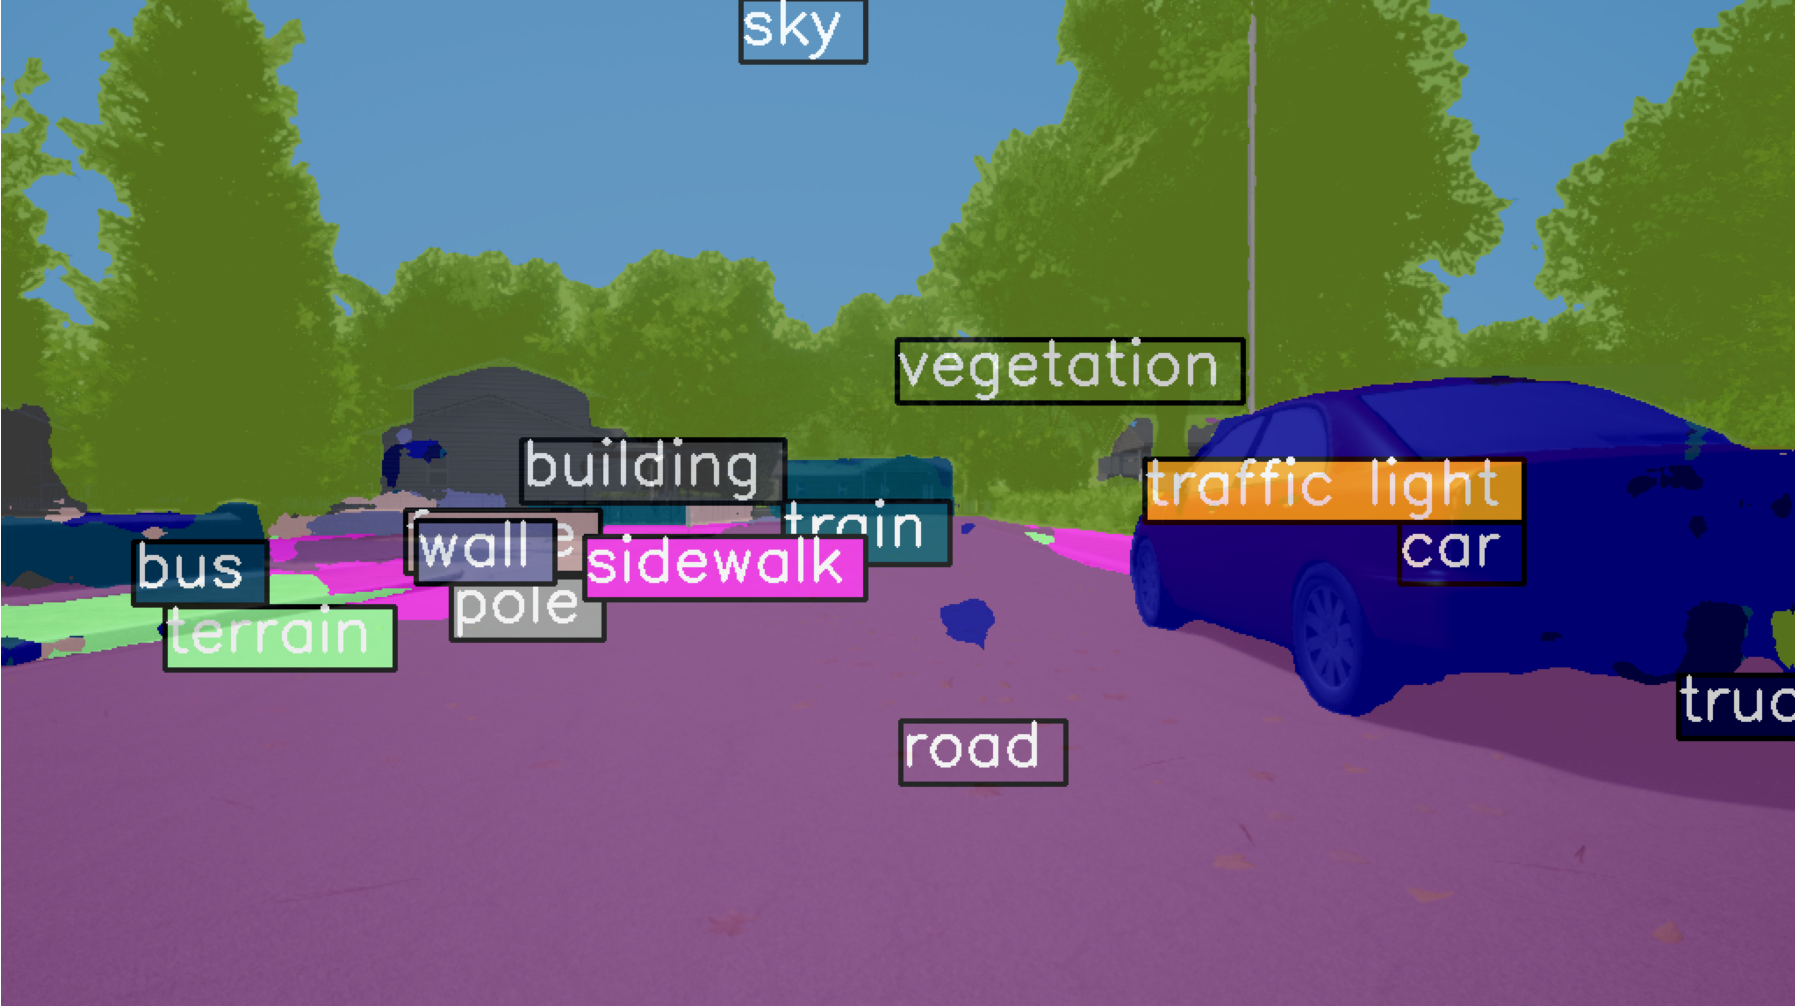 sky
vegetation
building
traffic light
train
car
wall
sidewalk
bus
pole
terrain
road